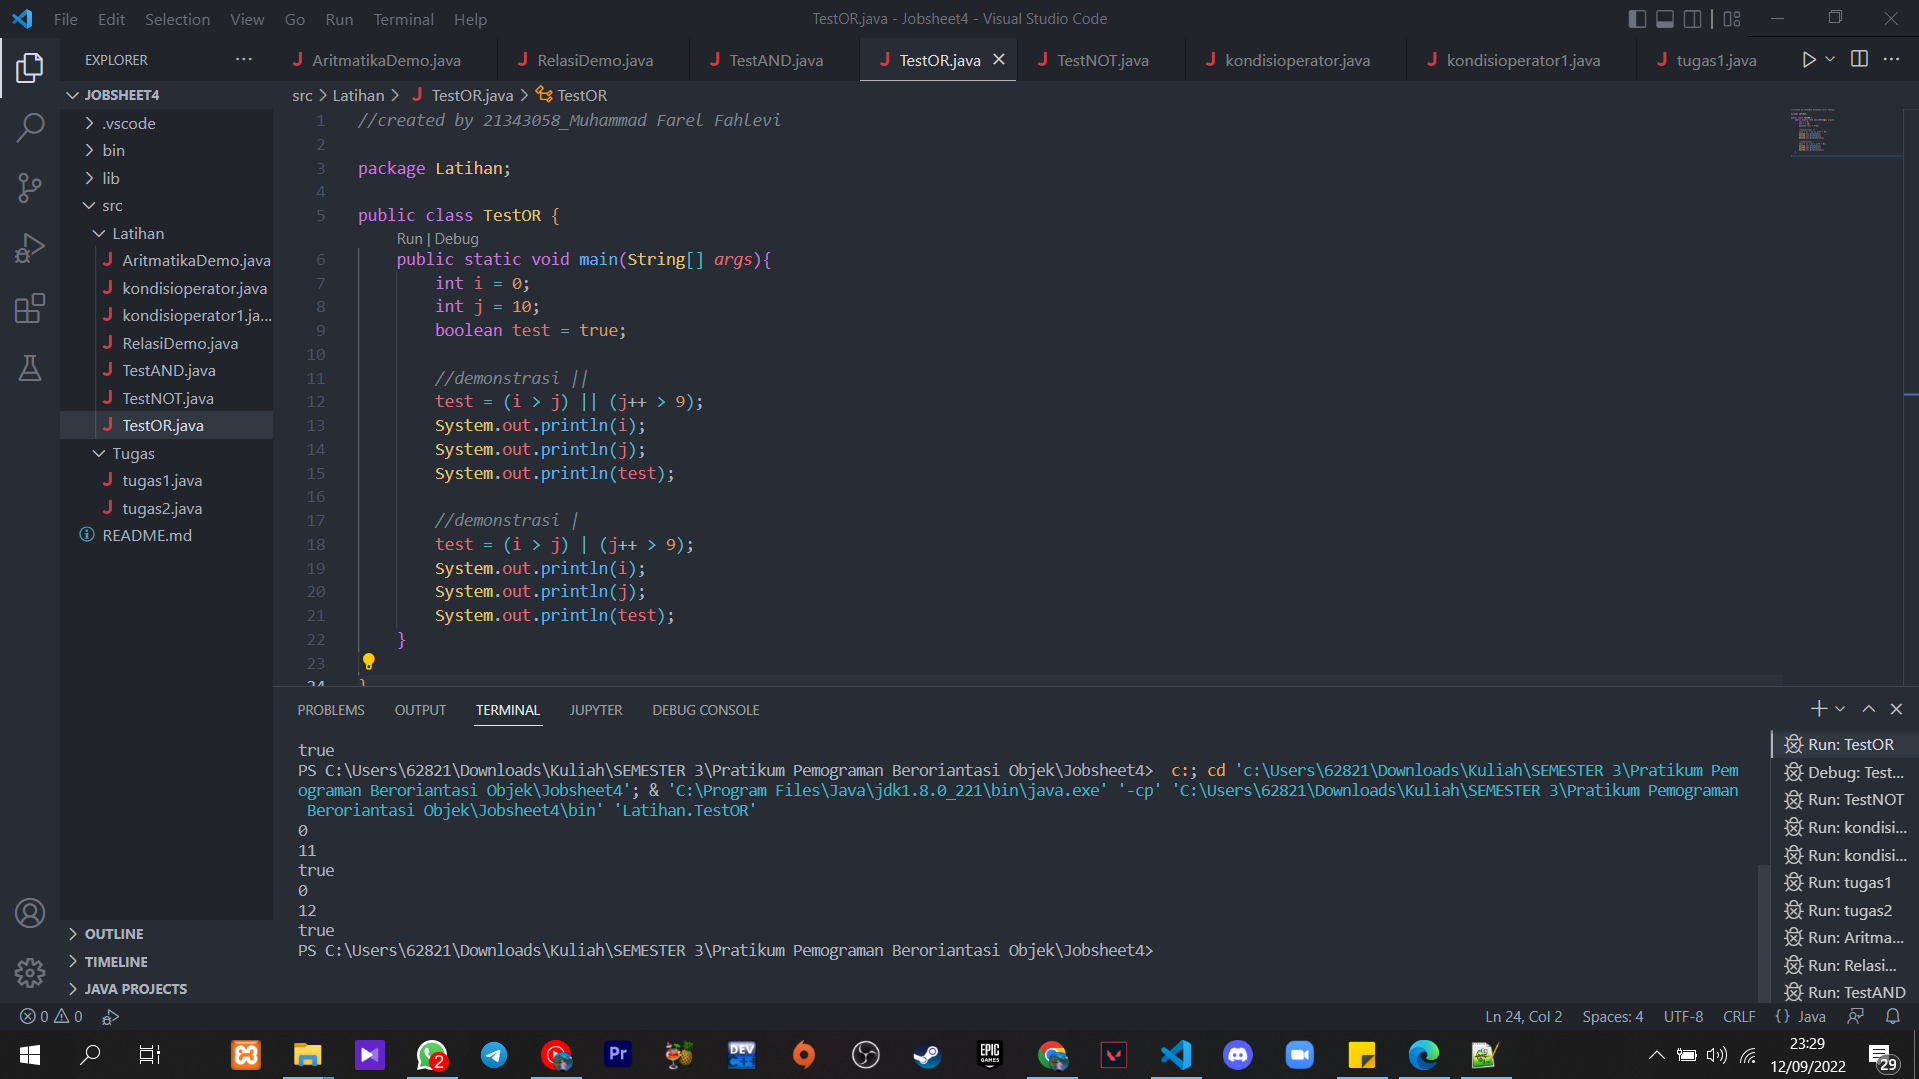 File Edit Selection View Go Run Terminal Help
TestOR.java - Jobsheet4 - Visual Studio Code
EXPLORER
AritmatikaDemo.java
RelasiDemo.java
TestAND.java
TestOR.java
TestNOT.java
kondisioperator.java
kondisioperator1.java
tugas1.java
JOBSHEET4
.vscode
bin
lib
src
Latihan
AritmatikaDemo.java
kondisioperator.java
kondisioperator1.ja...
RelasiDemo.java
TestAND.java
TestNOT.java
TestOR.java
Tugas
tugas1.java
tugas2.java
README.md
OUTLINE
TIMELINE
JAVA PROJECTS
src > Latihan > TestOR.java > TestOR
1 //created by 21343058_Muhammad Farel Fahlevi
2
3 package Latihan;
4
5 public class TestOR {
Run | Debug
6 public static void main(String[] args){
7 int i = 0;
8 int j = 10;
9 boolean test = true;
10
11 //demonstrasi ||
12 test = (i > j) || (j++ > 9);
13 System.out.println(i);
14 System.out.println(j);
15 System.out.println(test);
16
17 //demonstrasi |
18 test = (i > j) | (j++ > 9);
19 System.out.println(i);
20 System.out.println(j);
21 System.out.println(test);
22 }
23
24 }
PROBLEMS OUTPUT TERMINAL JUPYTER DEBUG CONSOLE
true
PS C:\Users\62821\Downloads\Kuliah\SEMESTER 3\Pratikum Pemograman Beroriantasi Objek\Jobsheet4> c:; cd 'c:\Users\62821\Downloads\Kuliah\SEMESTER 3\Pratikum Pem
ograman Beroriantasi Objek\Jobsheet4'; & 'C:\Program Files\Java\jdk1.8.0_221\bin\java.exe' '-cp' 'C:\Users\62821\Downloads\Kuliah\SEMESTER 3\Pratikum Pemograman
Beroriantasi Objek\Jobsheet4\bin' 'Latihan.TestOR'
0
11
true
0
12
true
PS C:\Users\62821\Downloads\Kuliah\SEMESTER 3\Pratikum Pemograman Beroriantasi Objek\Jobsheet4>
Run: TestOR
Debug: Test...
Run: TestNOT
Run: kondisi...
Run: kondisi...
Run: tugas1
Run: tugas2
Run: Aritma...
Run: Relasi...
Run: TestAND
0 0
Ln 24, Col 2 Spaces: 4 UTF-8 CRLF {} Java
2
Pr
DEV
EPIC GAMES
23:29
12/09/2022
29